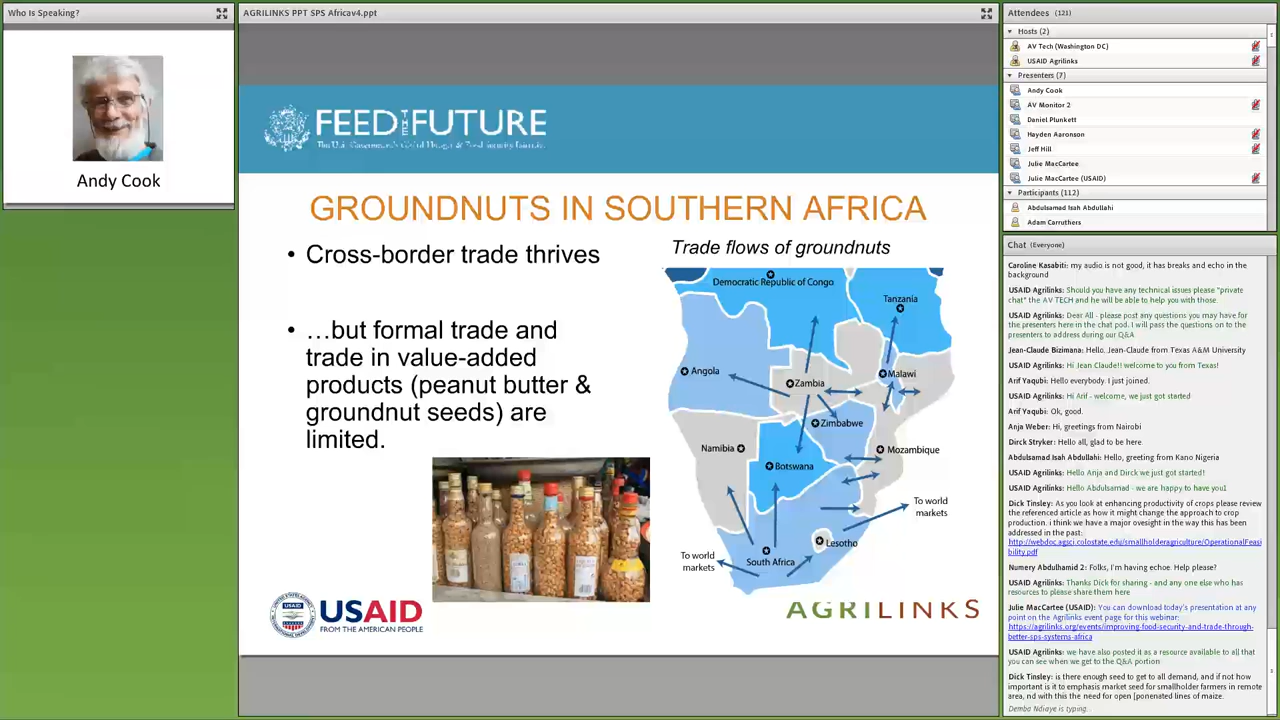 Who Is Speaking?
Andy Cook
AGRILINKS PPT SPS Africav4.ppt
FEED THE FUTURE
The U.S. Government's Global Hunger & Food Security Initiative
GROUNDNUTS IN SOUTHERN AFRICA
• Cross-border trade thrives
• …but formal trade and
trade in value-added
products (peanut butter &
groundnut seeds) are
limited.
Trade flows of groundnuts
Democratic Republic of Congo
Tanzania
Angola
Zambia
Malawi
Zimbabwe
Namibia
Mozambique
Botswana
To world
markets
Lesotho
To world
markets
South Africa
USAID
FROM THE AMERICAN PEOPLE
AGRILINKS
Attendees (121)
Hosts (2)
AV Tech (Washington DC)
USAID Agrilinks
Presenters (7)
Andy Cook
AV Monitor 2
Daniel Plunkett
Hayden Aaronson
Jeff Hill
Julie MacCartee
Julie MacCartee (USAID)
Participants (112)
Abdulsamad Isah Abdullahi
Adam Carruthers
Chat (Everyone)
Caroline Kasabiti: my audio is not good, it has breaks and echo in the
background
USAID Agrilinks: Should you have any technical issues please "private
chat" the AV TECH and he will be able to help you with those.
USAID Agrilinks: Dear All - please post any questions you may have for
the presenters here in the chat pod. I will pass the questions on to the
presenters to address during our Q&A
Jean-Claude Bizimana: Hello. Jean-Claude from Texas A&M University
USAID Agrilinks: Hi Jean Claude!! welcome to you from Texas!
Arif Yaqubi: Hello everybody. I just joined.
USAID Agrilinks: Hi Arif - welcome, we just got started
Arif Yaqubi: Ok, good.
Anja Weber: Hi, greetings from Nairobi
Dirck Stryker: Hello all, glad to be here.
Abdulsamad Isah Abdullahi: Hello, greeting from Kano Nigeria
USAID Agrilinks: Hello Anja and Dirck we just got started!
USAID Agrilinks: Hello Abdulsamad - we are happy to have you!
Dick Tinsley: As you look at enhancing productivity of crops please review
the referenced article as how it might change the approach to crop
production. i think we have a major oversight in the way this has been
addressed in the past:
http://webdoc.agsci.colostate.edu/smallholderagriculture/OperationalFeasi
bility.pdf
Numery Abdulhamid 2: Folks, I'm having echoe. Help please?
USAID Agrilinks: Thanks Dick for sharing - and any one else who has
resources to please share them here
Julie MacCartee (USAID): You can download today's presentation at any
point on the Agrilinks event page for this webinar:
https://agrilinks.org/events/improving-food-security-and-trade-through-
better-sps-systems-africa
USAID Agrilinks: we have also posted it as a resource available to all that
you can see when we get to the Q&A portion
Dick Tinsley: is there enough seed to get to all demand, and if not how
important is it to emphasis market seed for smallholder farmers in remote
area, nd with this the need for open [ponenated lines of maize.
Demba Ndiaye is typing..